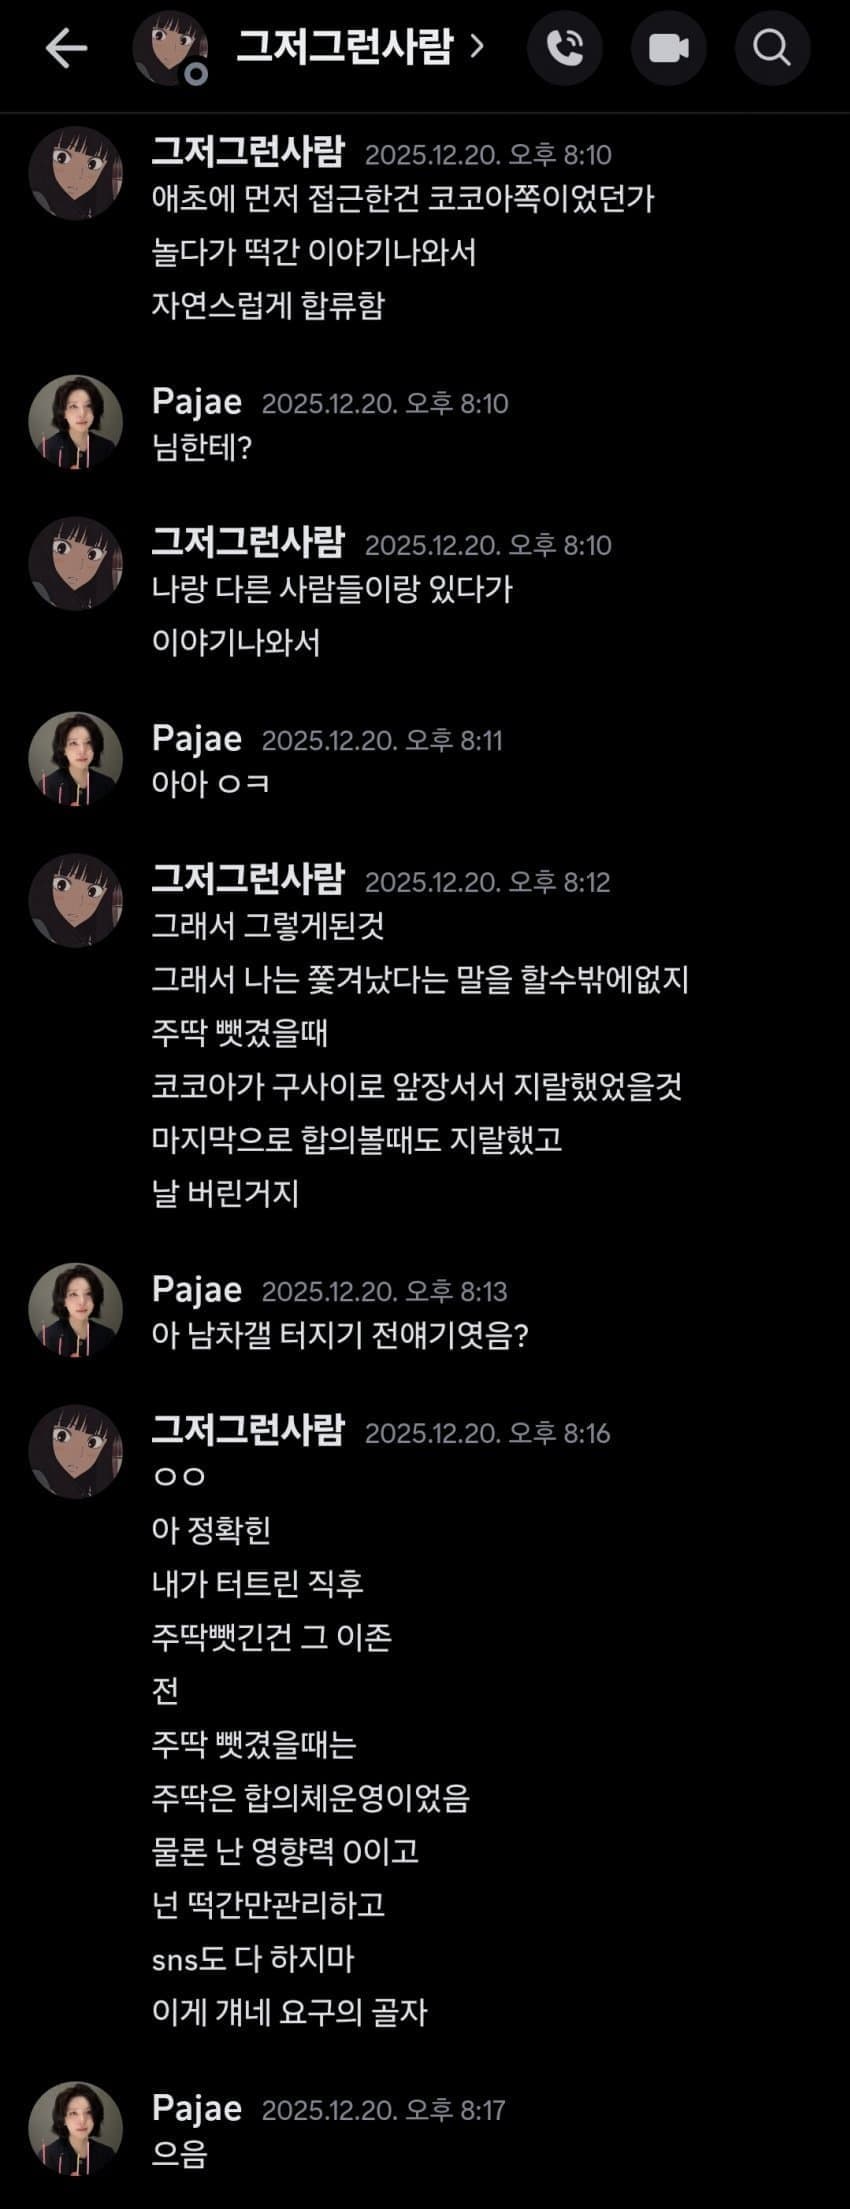 그저그런사람
그저그런사람 2025.12.20. 오후 8:10
애초에 먼저 접근한건 코코아쪽이었던가
놀다가 떡간 이야기나와서
자연스럽게 합류함
Pajae 2025.12.20. 오후 8:10
님한테?
그저그런사람 2025.12.20. 오후 8:10
나랑 다른 사람들이랑 있다가
이야기나와서
Pajae 2025.12.20. 오후 8:11
아아 ㅇㅋ
그저그런사람 2025.12.20. 오후 8:12
그래서 그렇게된것
그래서 나는 쫓겨났다는 말을 할수밖에없지
주딱 뺏겼을때
코코아가 구사이로 앞장서서 지랄했었을것
마지막으로 합의볼때도 지랄했고
날 버린거지
Pajae 2025.12.20. 오후 8:13
아 남차갤 터지기 전얘기엿음?
그저그런사람 2025.12.20. 오후 8:16
ㅇㅇ
아 정확힌
내가 터트린 직후
주딱뺏긴건 그 이존
전
주딱 뺏겼을때는
주딱은 합의체운영이었음
물론 난 영향력 0이고
넌 떡간만관리하고
sns도 다 하지마
이게 걔네 요구의 골자
Pajae 2025.12.20. 오후 8:17
으음